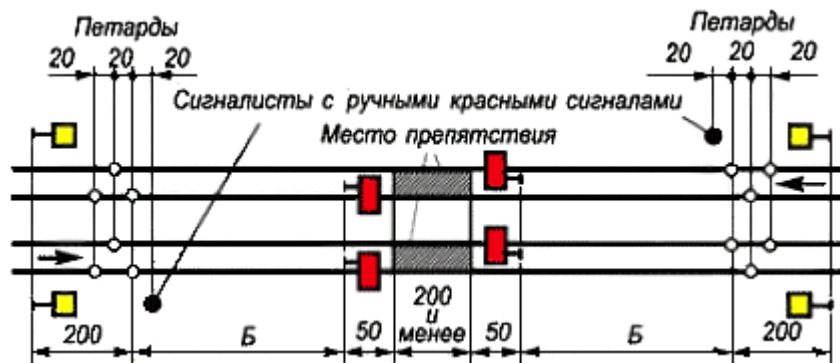 Петарды
Петарды
20 20 20
20 20 20
Сигналисты с ручными красными сигналами
Место препятствия
200
Б
50
200
и
менее
50
Б
200